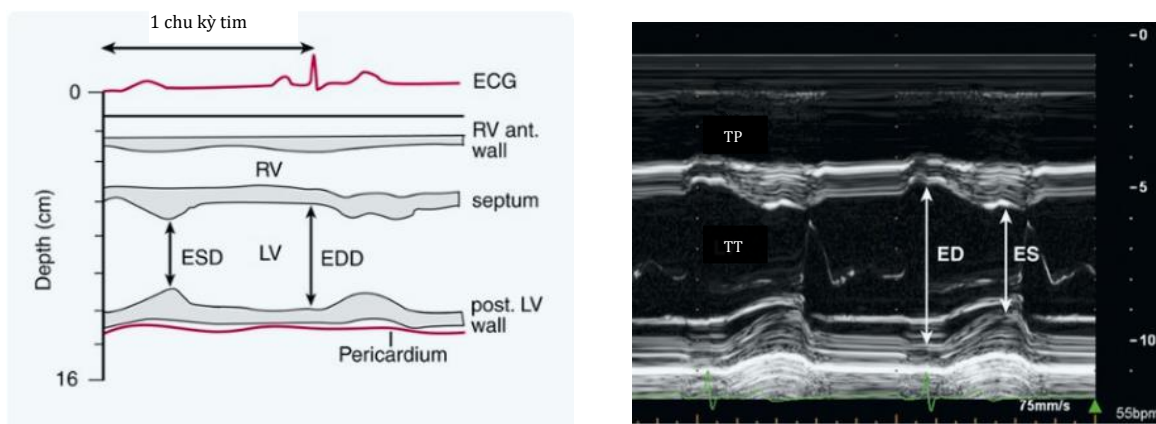 1 chu kỳ tim
ECG
0
RV ant.
wall
RV
septum
ESD
LV
EDD
Depth (cm)
post. LV
wall
Pericardium
16
0
TP
5
TT
ED
ES
10
75mm/s
55bpm